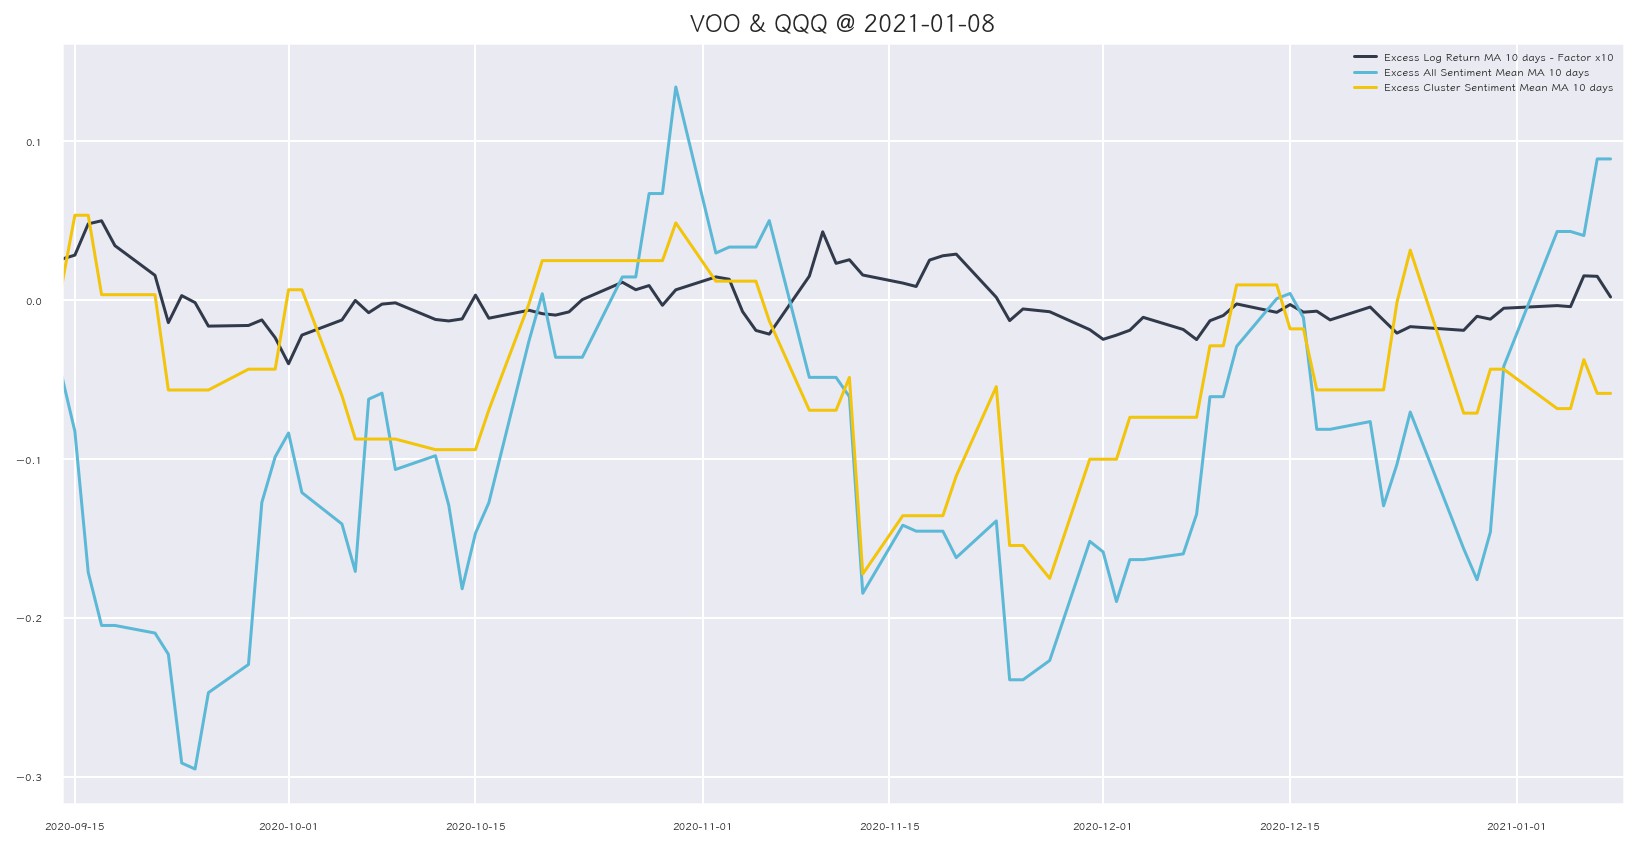 VOO & QQQ @ 2021-01-08
Excess Log Return MA 10 days - Factor x10
Excess All Sentiment Mean MA 10 days
Excess Cluster Sentiment Mean MA 10 days
0.1
0.0
−0.1
−0.2
−0.3
2020-09-15 2020-10-01 2020-10-15 2020-11-01 2020-11-15 2020-12-01 2020-12-15 2021-01-01